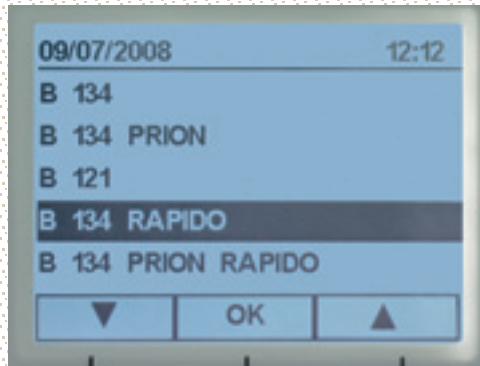 09/07/2008 12:12
B 134
B 134 PRION
B 121
B 134 RAPIDO
B 134 PRION RAPIDO
▼ OK ▲